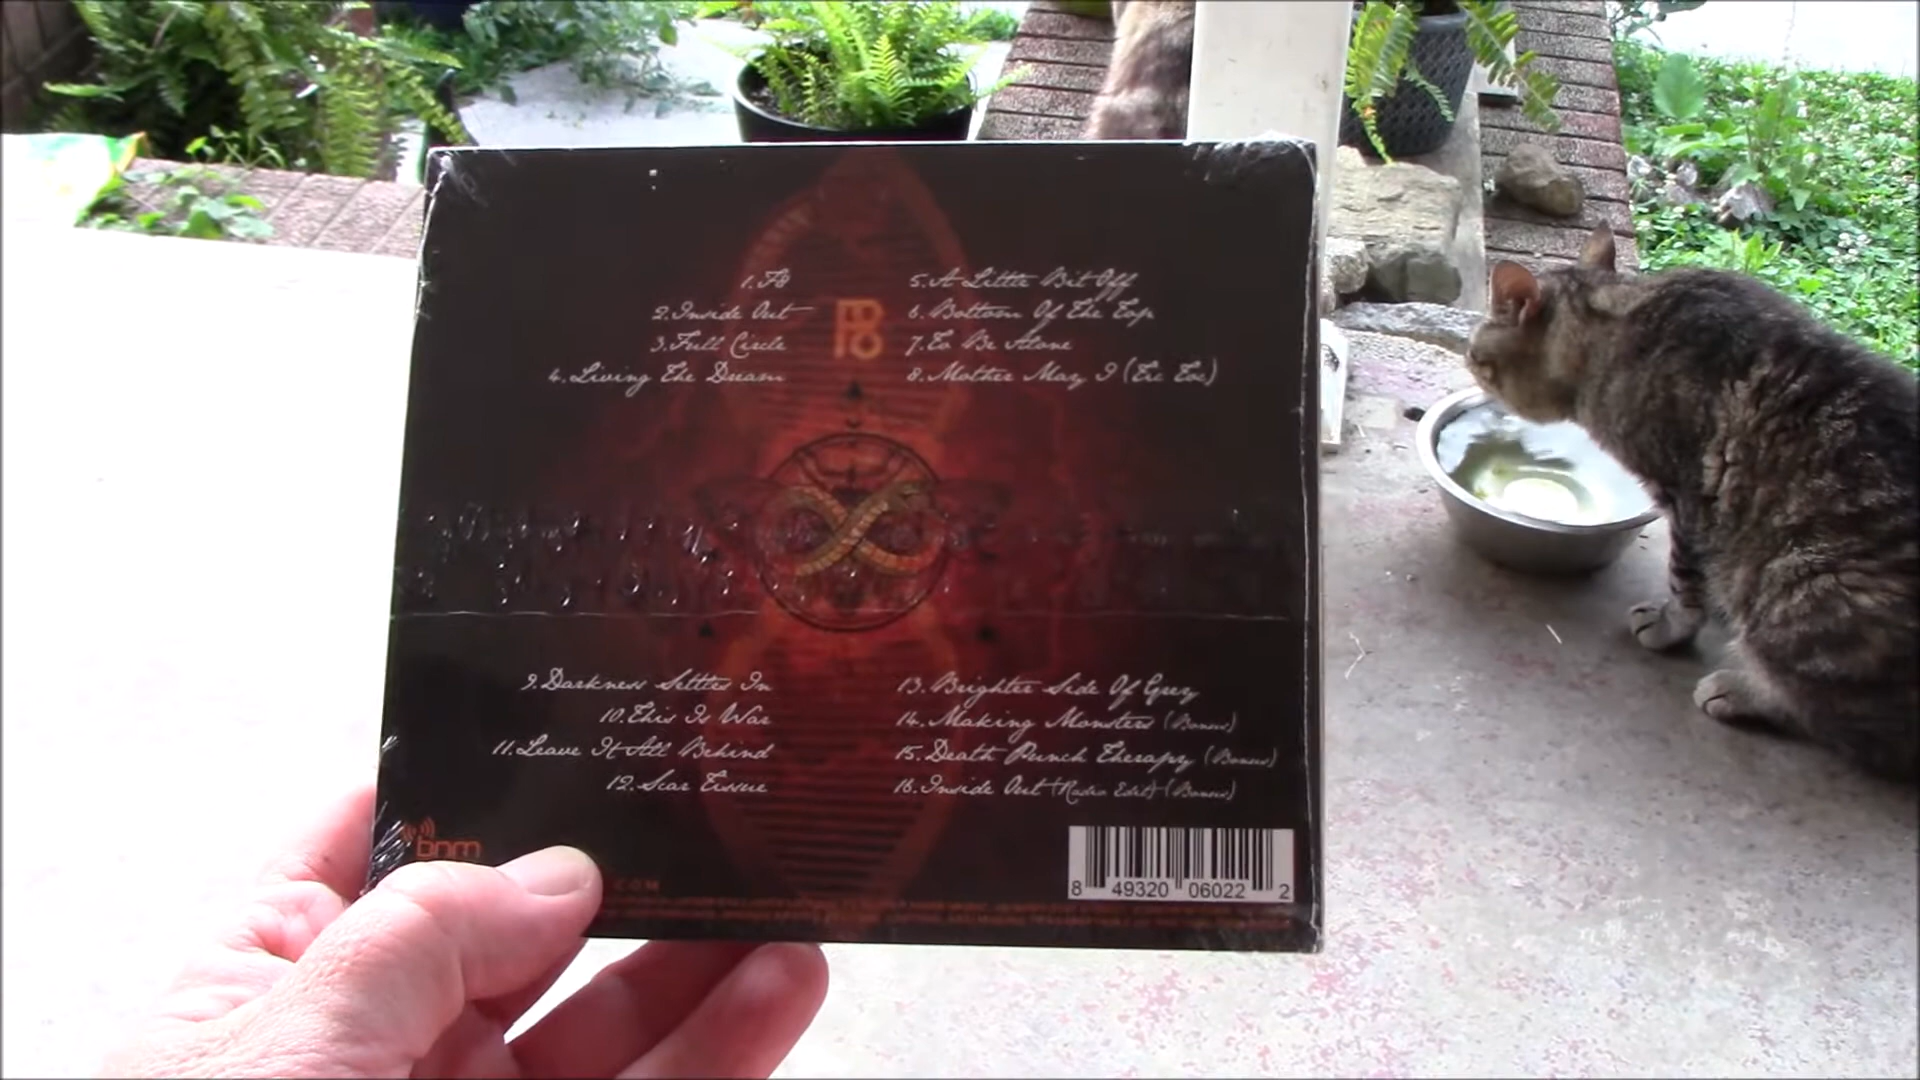 1. F8
2. Inside Out
3. Full Circle
4. Living The Dream
5. A Little Bit Off
6. Bottom Of The Top
7. To Be Alone
8. Mother May I (Tic Toc)
9. Darkness Settles In
10. This Is War
11. Leave It All Behind
12. Scar Tissue
13. Brighter Side Of Grey
14. Making Monsters (Bonus)
15. Death Punch Therapy (Bonus)
16. Inside Out (Radio Edit) (Bonus)
bnm
.COM
8 49320 06022 2